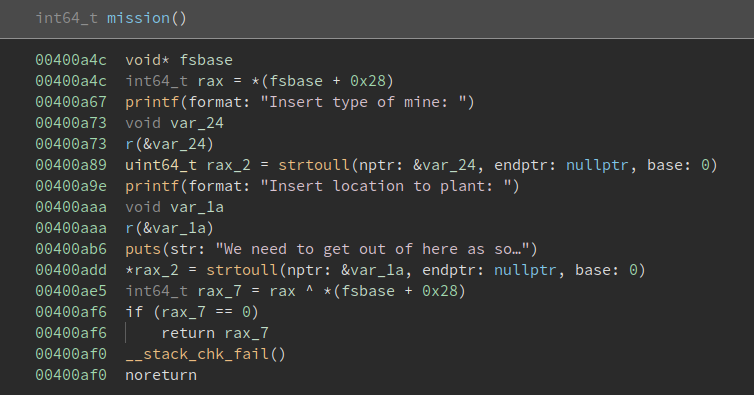 int64_t mission()
00400a4c void* fsbase
00400a4c int64_t rax = *(fsbase + 0x28)
00400a67 printf(format: "Insert type of mine: ")
00400a73 void var_24
00400a73 r(&var_24)
00400a89 uint64_t rax_2 = strtoull(nptr: &var_24, endptr: nullptr, base: 0)
00400a9e printf(format: "Insert location to plant: ")
00400aaa void var_1a
00400aaa r(&var_1a)
00400ab6 puts(str: "We need to get out of here as so…")
00400add *rax_2 = strtoull(nptr: &var_1a, endptr: nullptr, base: 0)
00400ae5 int64_t rax_7 = rax ^ *(fsbase + 0x28)
00400af6 if (rax_7 == 0)
00400af6 return rax_7
00400af0 __stack_chk_fail()
00400af0 noreturn